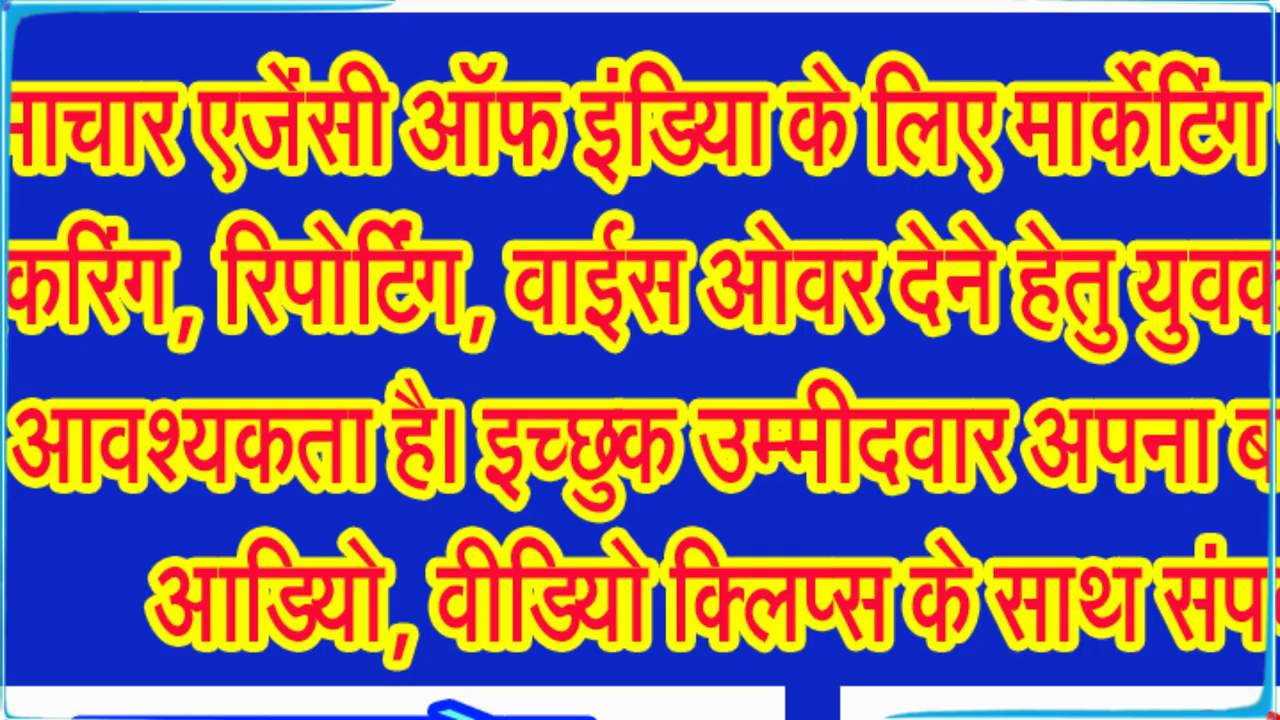 माचार एजेंसी ऑफ इंडिया के लिए मार्केटिंग
करिंग, रिपोर्टिंग, वाईस ओवर देने हेतु युवक
आवश्यकता है। इच्छुक उम्मीदवार अपना ब
आडियो, वीडियो क्लिप्स के साथ संप